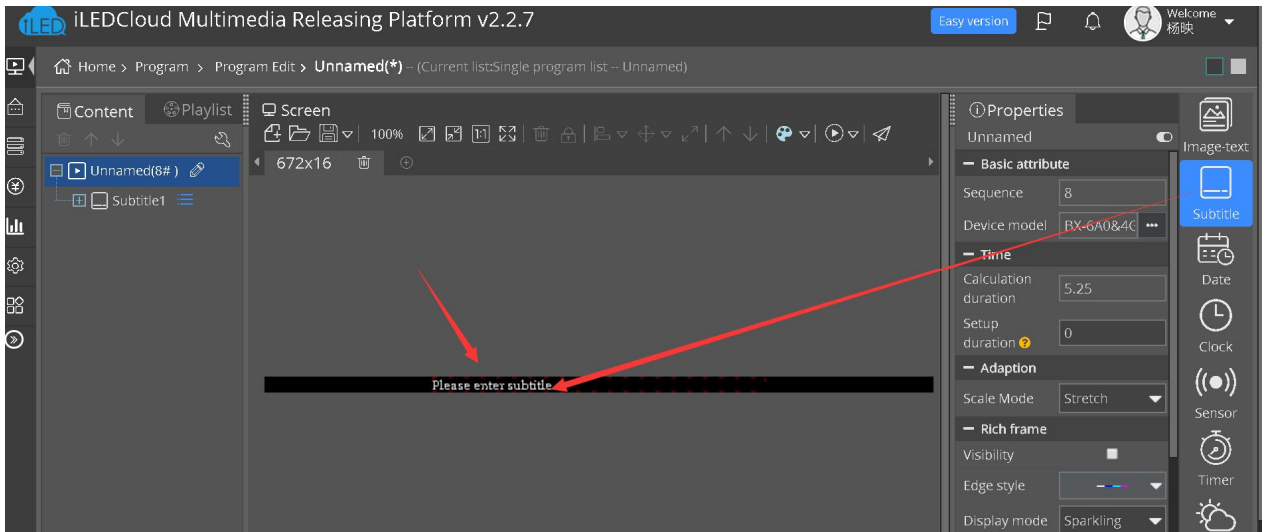 iLED iLEDCloud Multimedia Releasing Platform v2.2.7
Easy version
Welcome
杨映
Home > Program > Program Edit > Unnamed(*) -- (Current list:Single program list -- Unnamed)
Content
Playlist
Screen
Properties
100%
1:1
Unnamed
Image-text
Unnamed(8# )
672x16
Basic attribute
Subtitle1
Sequence
8
Subtitle
Device model
BX-6A0&4C
Time
Calculation
duration
5.25
Date
Setup
duration
?
0
Clock
Adaption
Please enter subtitle
Scale Mode
Stretch
Sensor
Rich frame
Visibility
Edge style
Timer
Display mode
Sparkling